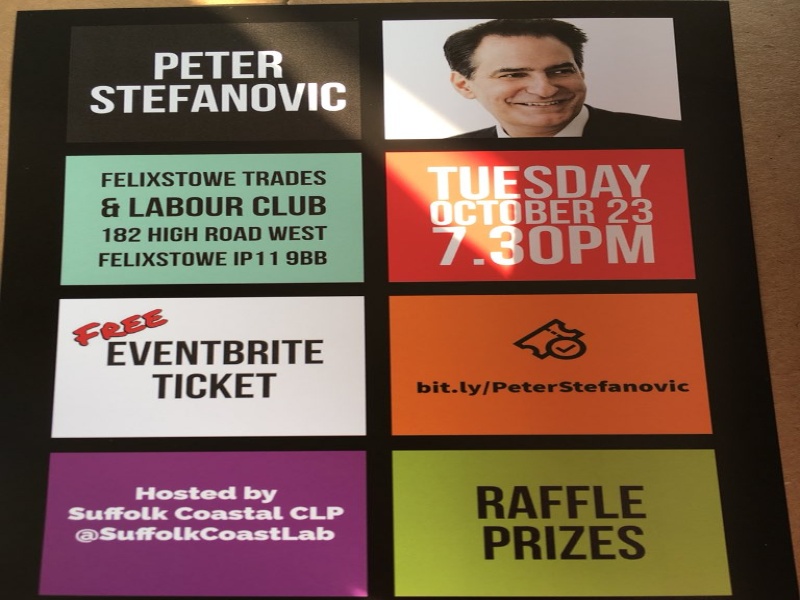 PETER
STEFANOVIC
FELIXSTOWE TRADES
& LABOUR CLUB
182 HIGH ROAD WEST
FELIXSTOWE IP11 9BB
TUESDAY
OCTOBER 23
7.30PM
FREE
EVENTBRITE
TICKET
bit.ly/PeterStefanovic
Hosted by
Suffolk Coastal CLP
@SuffolkCoastLab
RAFFLE
PRIZES